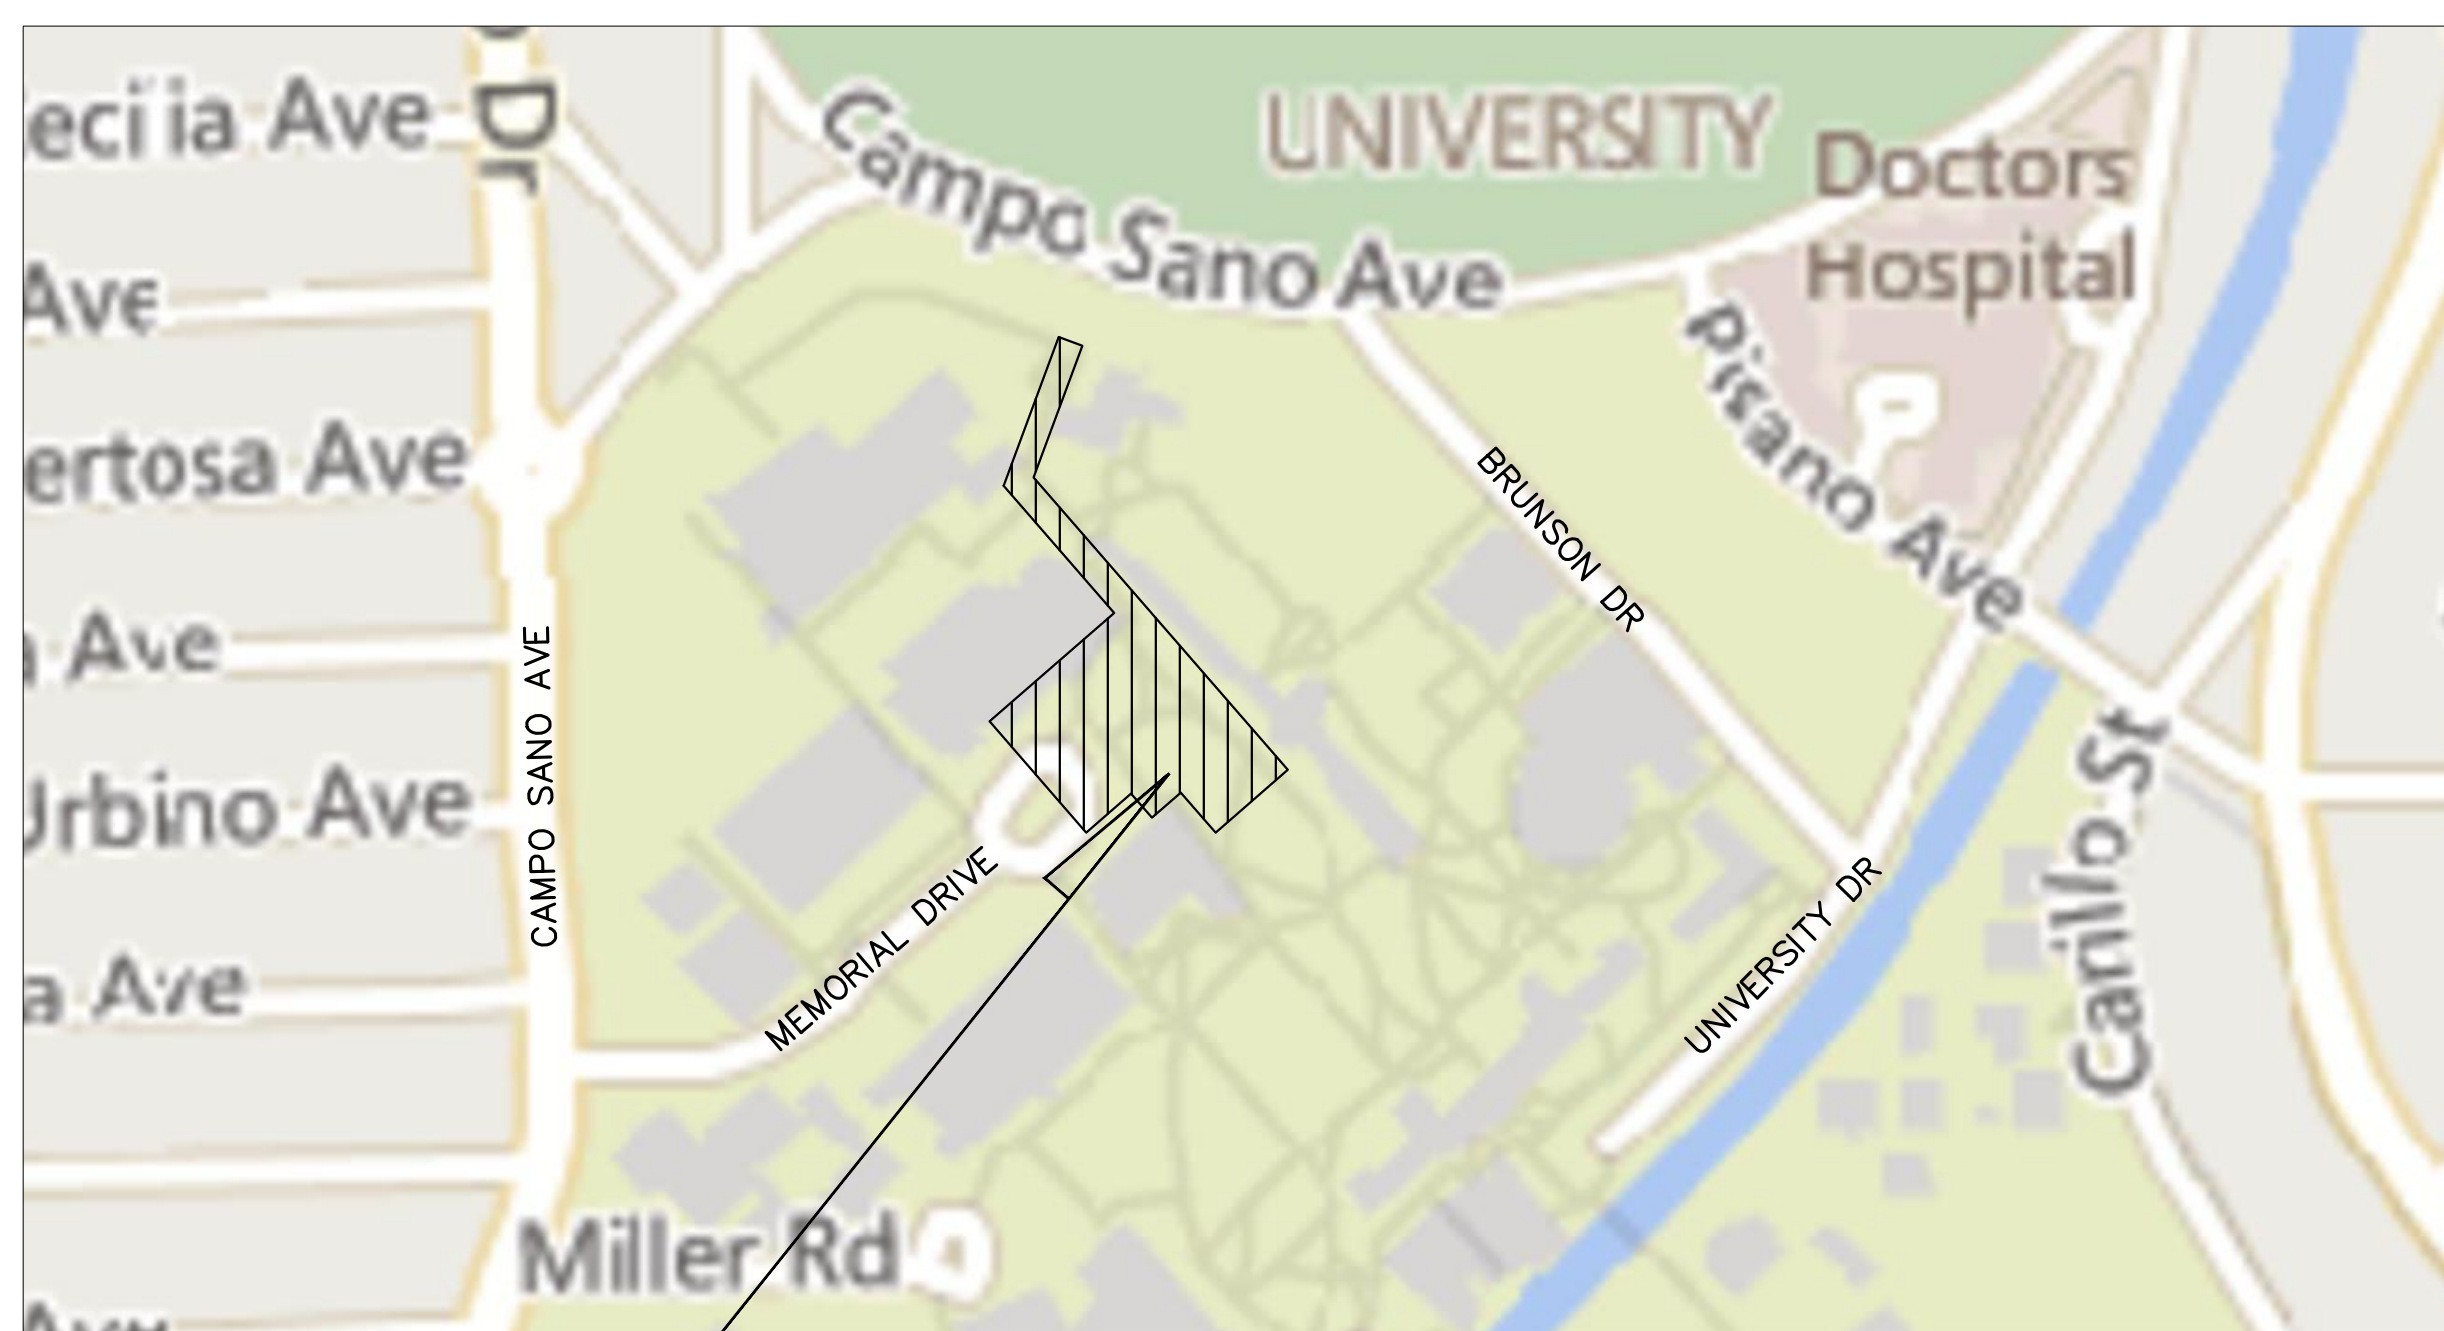 Dr
Campo Sano Ave
UNIVERSITY
Doctors
Hospital
Ave
Ave
Pisano Ave
BRUNSON DR
ertosa Ave
CAMPO SANO AVE
Ave
Urbino Ave
MEMORIAL DRIVE
UNIVERSITY DR
Carillo St
a Ave
Miller Rd